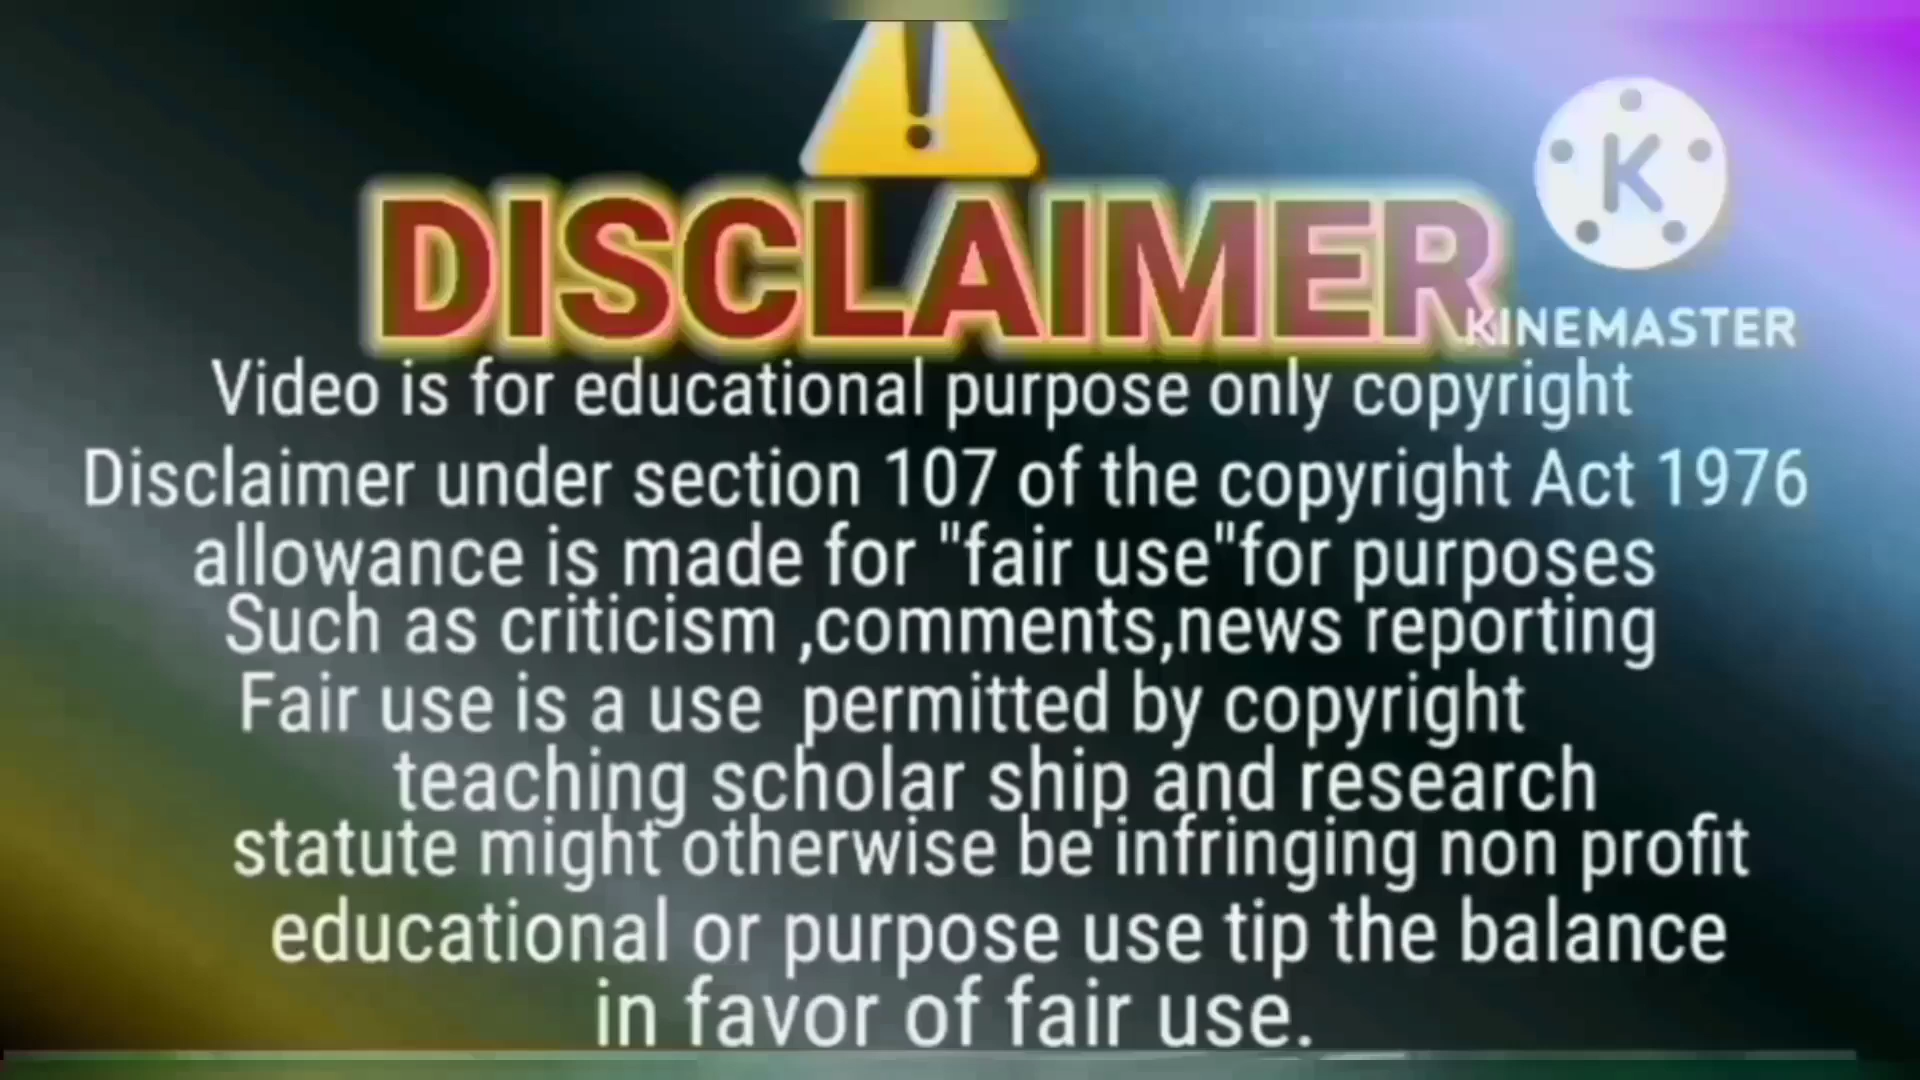 DISCLAIMER
K
KINEMASTER
Video is for educational purpose only copyright
Disclaimer under section 107 of the copyright Act 1976
allowance is made for "fair use"for purposes
Such as criticism ,comments,news reporting
Fair use is a use  permitted by copyright
teaching scholar ship and research
statute might otherwise be infringing non profit
educational or purpose use tip the balance
in favor of fair use.